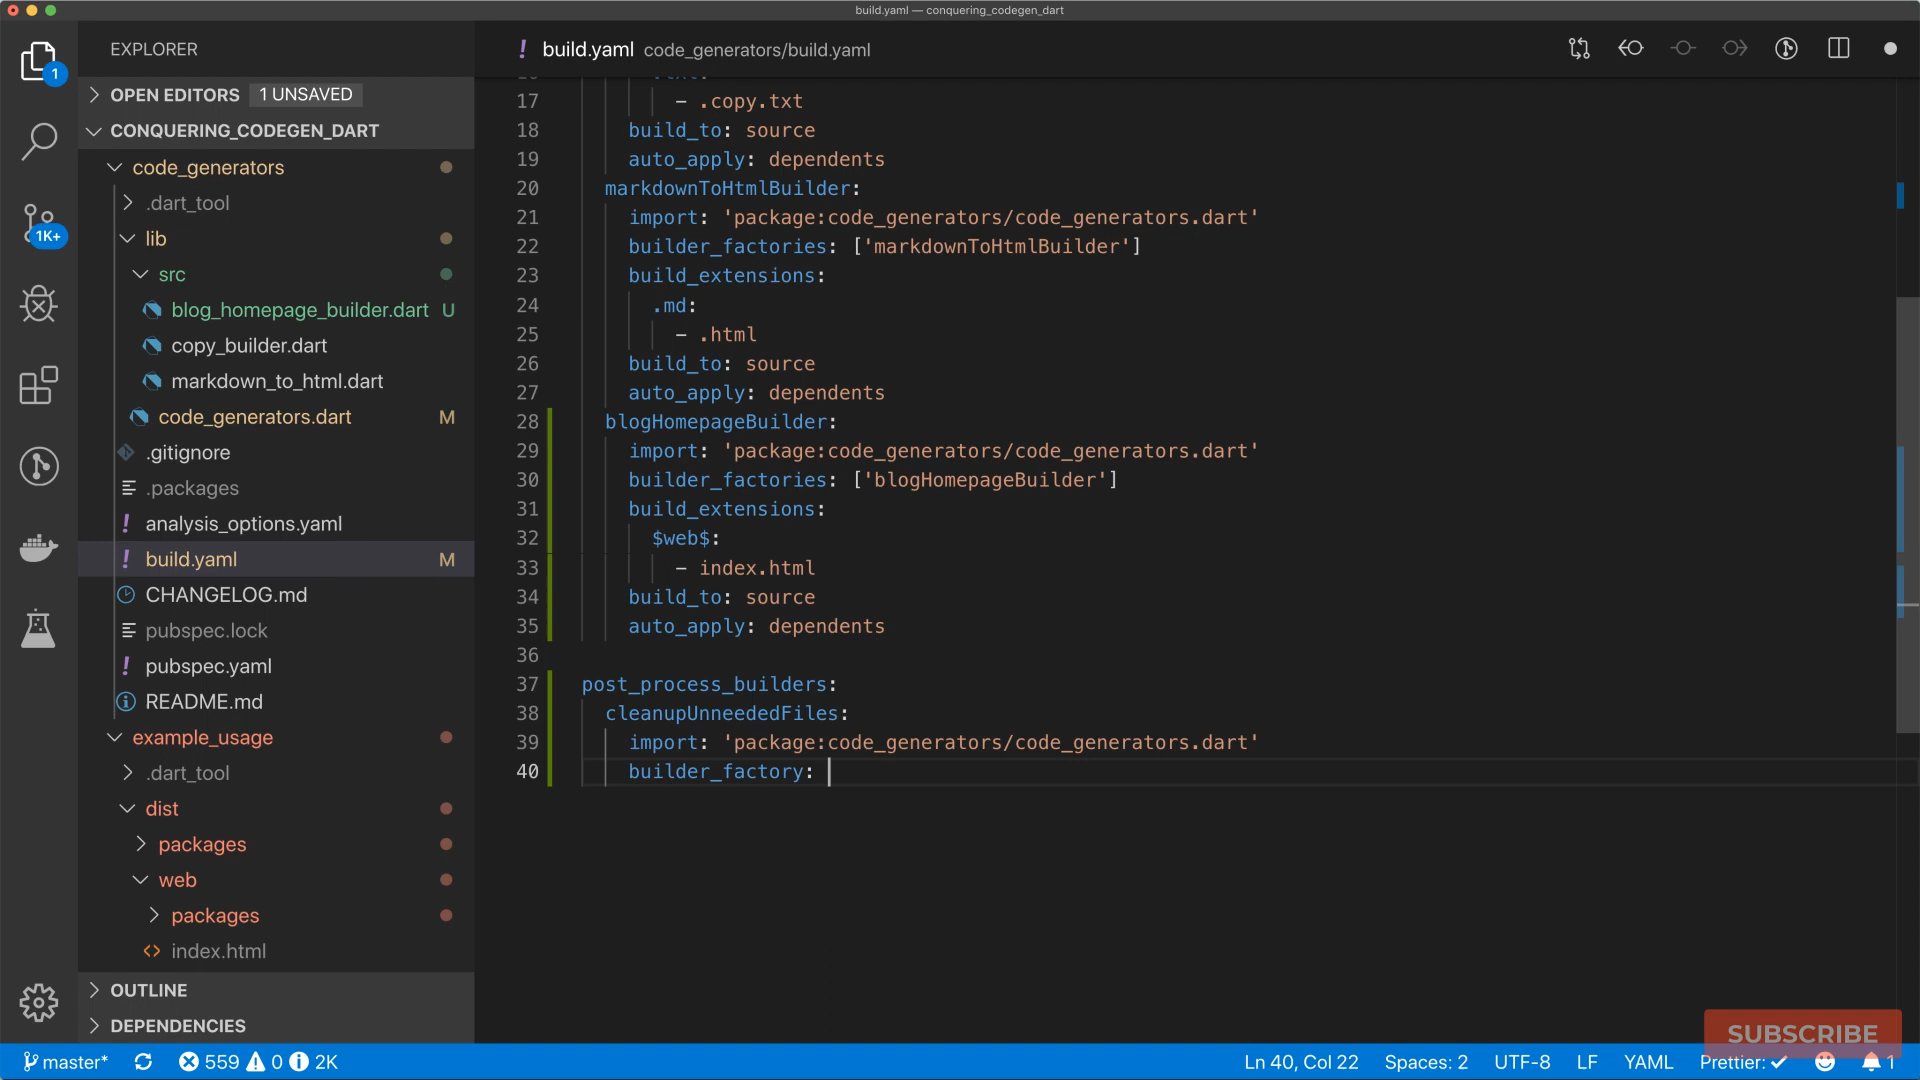 build.yaml — conquering_codegen_dart
EXPLORER
OPEN EDITORS 1 UNSAVED
CONQUERING_CODEGEN_DART
code_generators
.dart_tool
lib
src
blog_homepage_builder.dart U
copy_builder.dart
markdown_to_html.dart
code_generators.dart M
.gitignore
.packages
analysis_options.yaml
build.yaml M
CHANGELOG.md
pubspec.lock
pubspec.yaml
README.md
example_usage
.dart_tool
dist
packages
web
packages
index.html
OUTLINE
DEPENDENCIES
1
1K+
! build.yaml code_generators/build.yaml
17 - .copy.txt
18 build_to: source
19 auto_apply: dependents
20 markdownToHtmlBuilder:
21 import: 'package:code_generators/code_generators.dart'
22 builder_factories: ['markdownToHtmlBuilder']
23 build_extensions:
24 .md:
25 - .html
26 build_to: source
27 auto_apply: dependents
28 blogHomepageBuilder:
29 import: 'package:code_generators/code_generators.dart'
30 builder_factories: ['blogHomepageBuilder']
31 build_extensions:
32 $web$:
33 - index.html
34 build_to: source
35 auto_apply: dependents
36
37 post_process_builders:
38 cleanupUnneededFiles:
39 import: 'package:code_generators/code_generators.dart'
40 builder_factory:
SUBSCRIBE
master* 559 0 2K Ln 40, Col 22 Spaces: 2 UTF-8 LF YAML Prettier: ✓ 1